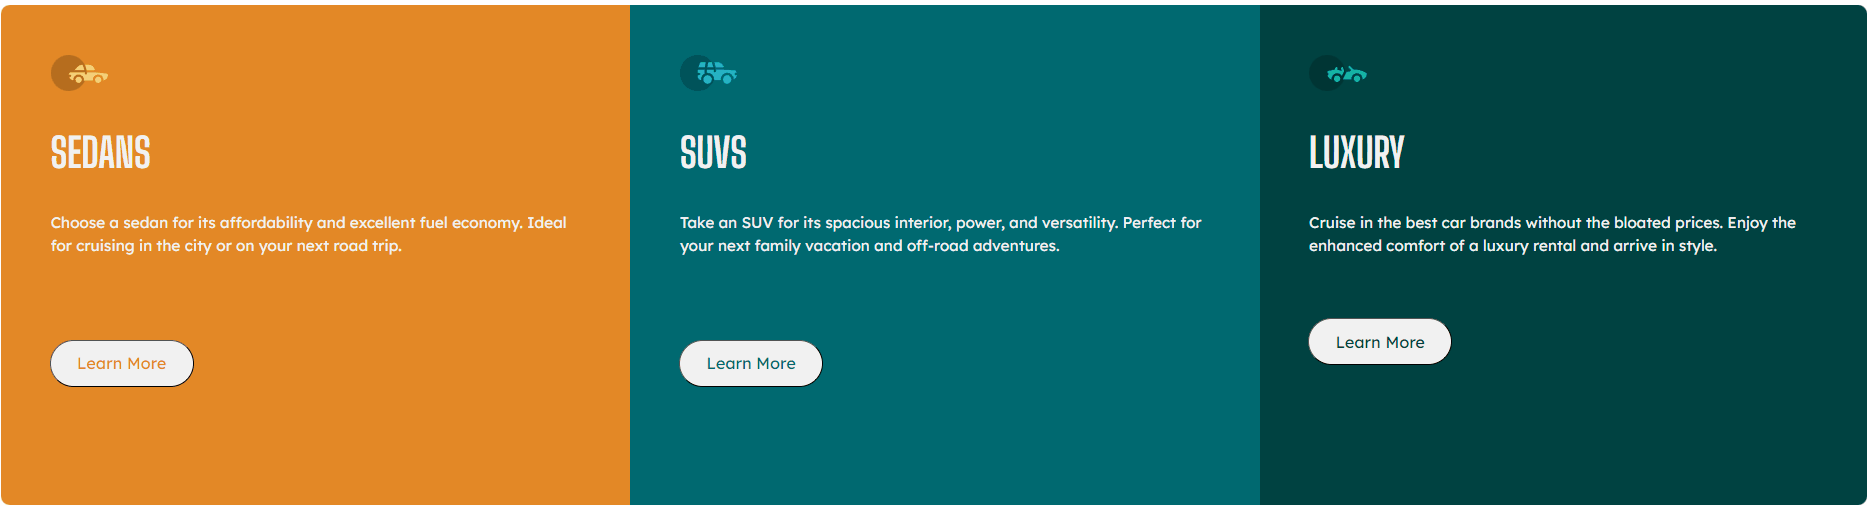 SEDANS
Choose a sedan for its affordability and excellent fuel economy. Ideal
for cruising in the city or on your next road trip.
Learn More
SUVS
Take an SUV for its spacious interior, power, and versatility. Perfect for
your next family vacation and off-road adventures.
Learn More
LUXURY
Cruise in the best car brands without the bloated prices. Enjoy the
enhanced comfort of a luxury rental and arrive in style.
Learn More